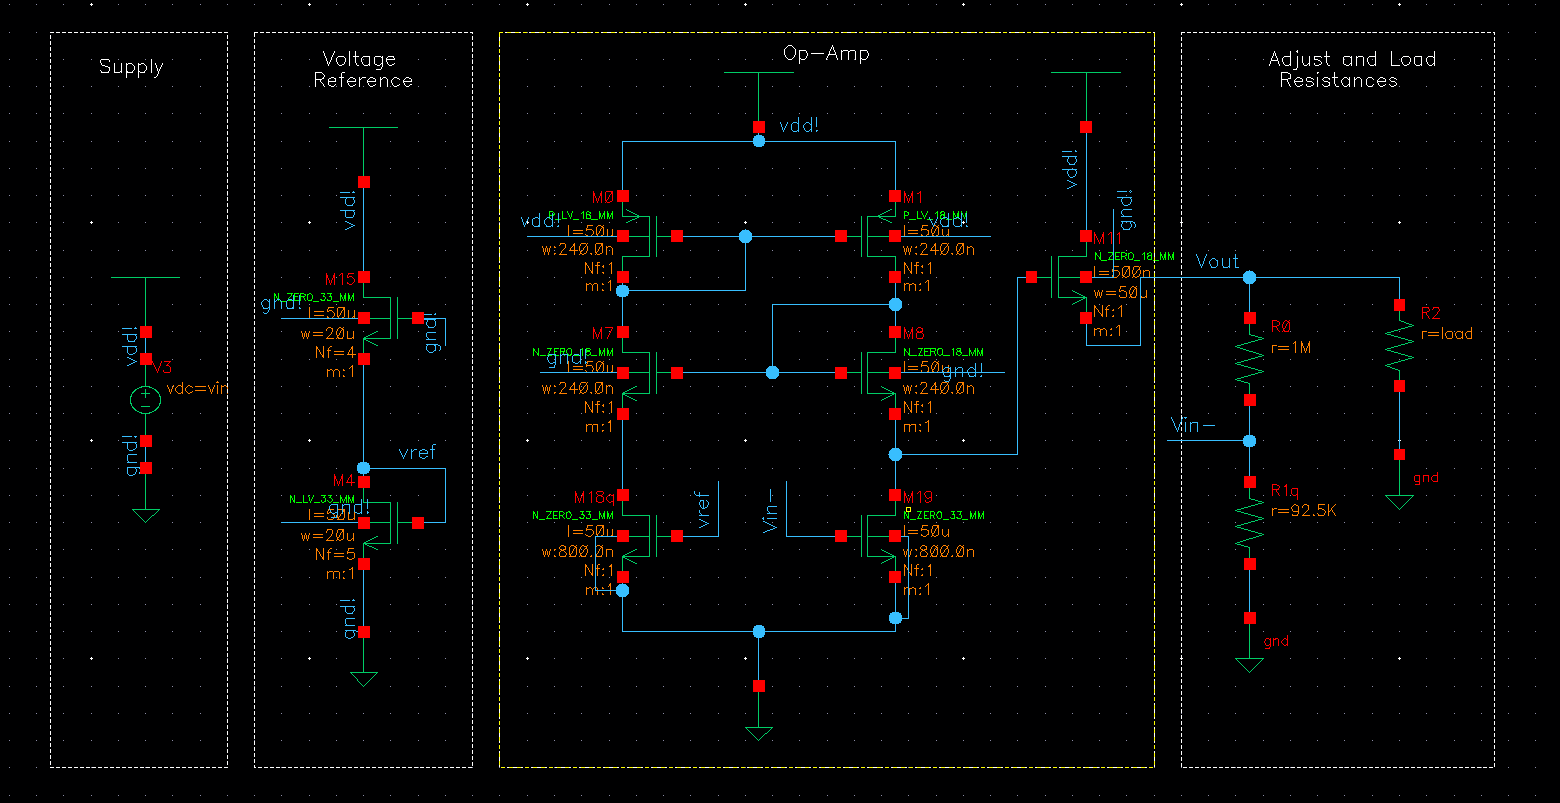 Supply
vdd!
V3
vdc=vin
gnd!
Voltage
Reference
vdd!
M15
N_ZERO_33_MM
gnd!
l=50u
w=20u
Nf=4
m:1
gnd!
vref
M4
N_LV_33_MM
gnd!
l=50u
w=20u
Nf=5
m:1
gnd!
Op-Amp
vdd!
M0
P_LV_18_MM
vdd!
l=50u
w:240.0n
Nf:1
m:1
M1
P_LV_18_MM
vdd!
l=50u
w:240.0n
Nf:1
m:1
M7
N_ZERO_18_MM
gnd!
l=50u
w:240.0n
Nf:1
m:1
M8
N_ZERO_18_MM
gnd!
l=50u
w:240.0n
Nf:1
m:1
M18q
N_ZERO_33_MM
l=50u
w:800.0n
Nf:1
m:1
vref
Vin-
M19
N_ZERO_33_MM
l=50u
w:800.0n
Nf:1
m:1
vdd!
gnd!
M11
N_ZERO_18_MM
l=500n
w=50u
Nf:1
m:1
Adjust and Load
Resistances
Vout
R0
r=1M
R2
r=load
Vin-
gnd
R1q
r=92.5K
gnd